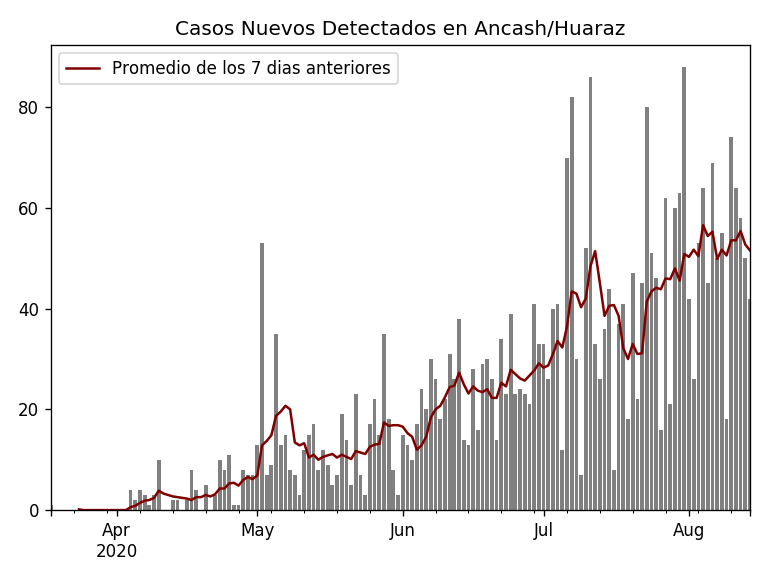 Casos Nuevos Detectados en Ancash/Huaraz
Promedio de los 7 dias anteriores
80
60
40
20
0
Apr May Jun Jul Aug
2020